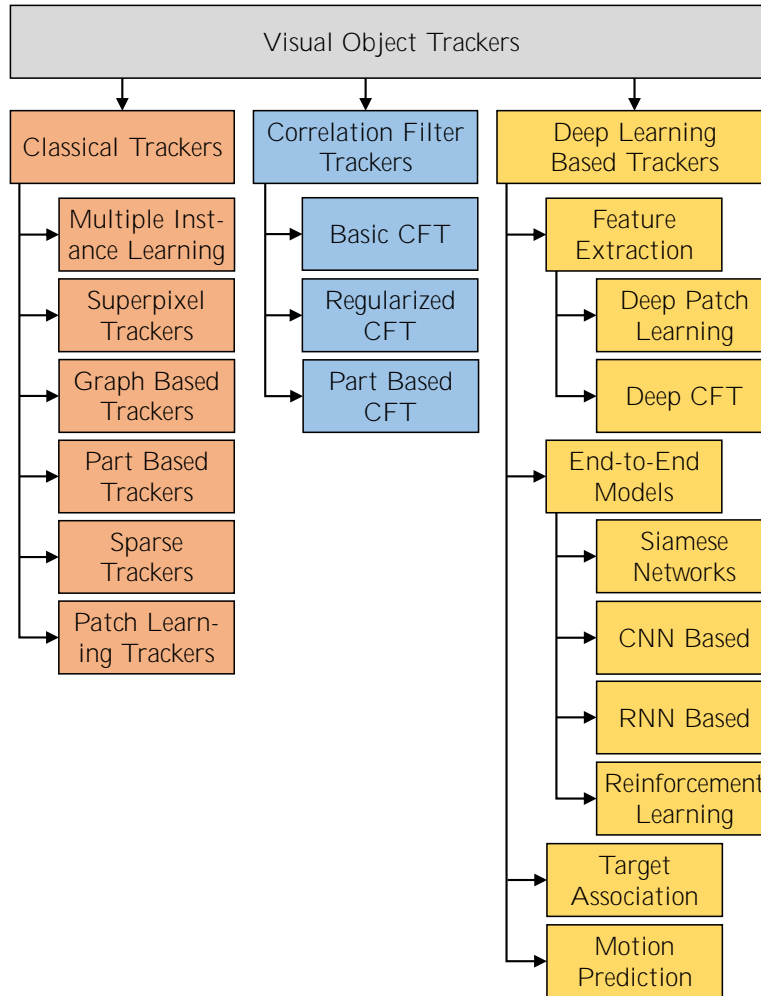 Visual Object Trackers
Classical Trackers
Multiple Inst-
ance Learning
Superpixel
Trackers
Graph Based
Trackers
Part Based
Trackers
Sparse
Trackers
Patch Learn-
ing Trackers
Correlation Filter
Trackers
Basic CFT
Regularized
CFT
Part Based
CFT
Deep Learning
Based Trackers
Feature
Extraction
Deep Patch
Learning
Deep CFT
End-to-End
Models
Siamese
Networks
CNN Based
RNN Based
Reinforcement
Learning
Target
Association
Motion
Prediction